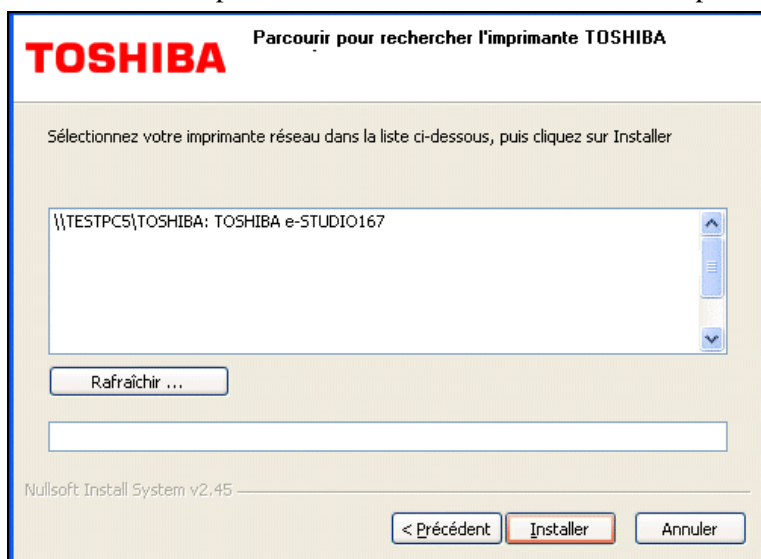 TOSHIBA
Parcourir pour rechercher l'imprimante TOSHIBA
Sélectionnez votre imprimante réseau dans la liste ci-dessous, puis cliquez sur Installer
\\TESTPC5\TOSHIBA: TOSHIBA e-STUDIO167
Rafraîchir ...
Nullsoft Install System v2.45
< Précédent Installer Annuler